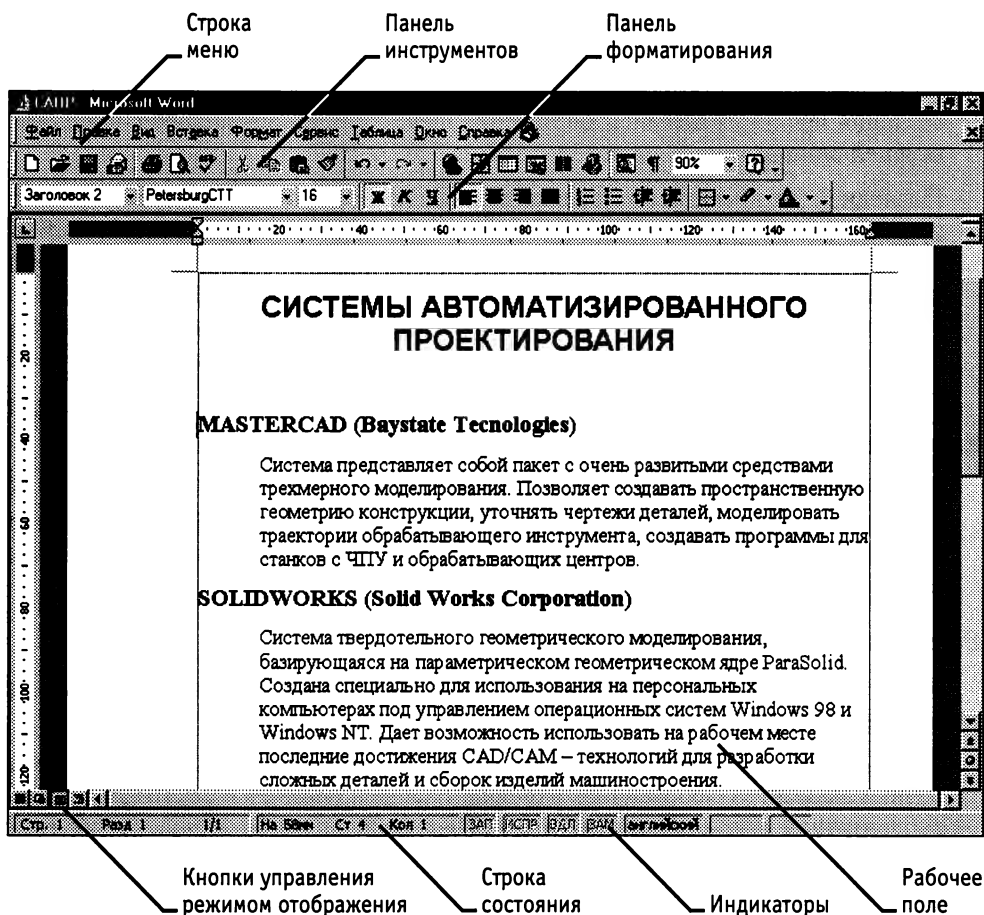 Строка
меню
Панель
инструментов
Панель
форматирования
САПР - Microsoft Word
Файл Правка Вид Вставка Формат Сервис Таблица Окно Справка
90%
Заголовок 2 PetersburgCTT 16 Ж К Ч
20 40 60 80 100 120 140 160
СИСТЕМЫ АВТОМАТИЗИРОВАННОГО
ПРОЕКТИРОВАНИЯ
MASTERCAD (Baystate Tecnologies)
Система представляет собой пакет с очень развитыми средствами
трехмерного моделирования. Позволяет создавать пространственную
геометрию конструкции, уточнять чертежи деталей, моделировать
траектории обрабатывающего инструмента, создавать программы для
станков с ЧПУ и обрабатывающих центров.
SOLIDWORKS (Solid Works Corporation)
Система твердотельного геометрического моделирования,
базирующаяся на параметрическом геометрическом ядре ParaSolid.
Создана специально для использования на персональных
компьютерах под управлением операционных систем Windows 98 и
Windows NT. Дает возможность использовать на рабочем месте
последние достижения CAD/CAM – технологий для разработки
сложных деталей и сборок изделий машиностроения.
20 40 60 80 100 120
Стр. 1 Разд 1 1/1 На 58мм Ст 4 Кол 1 ЗАП ИСПР ВДЛ ЗАМ английский
Кнопки управления
режимом отображения
Строка
состояния
Индикаторы
Рабочее
поле